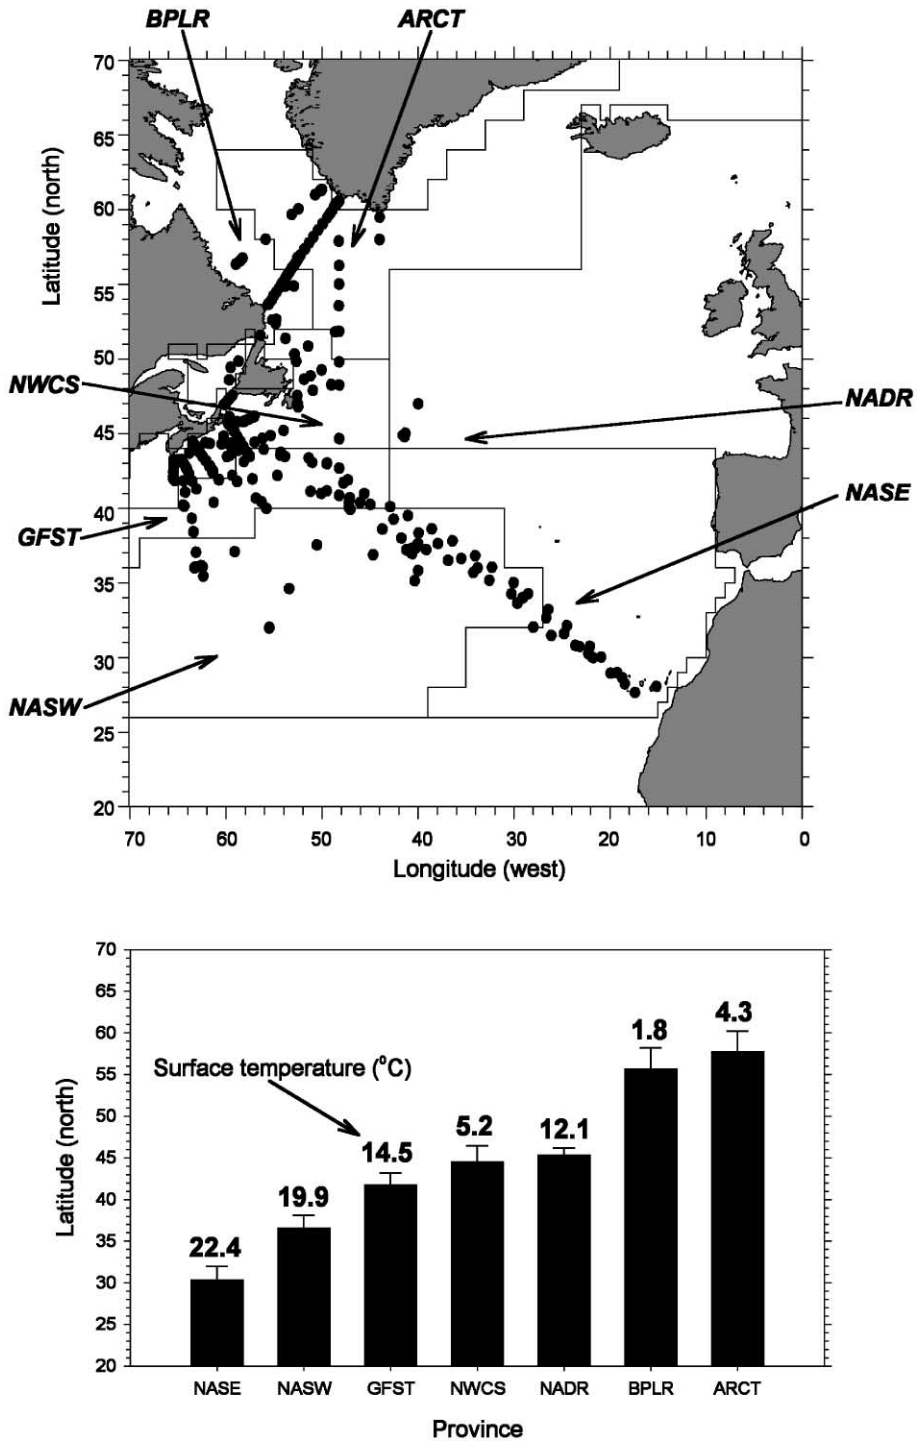 BPLR ARCT
70
65
60
55
50
45
40
35
30
25
20
Latitude (north)
NWCS
NADR
NASE
GFST
NASW
70 60 50 40 30 20 10 0
Longitude (west)
70
65
60
55
50
45
40
35
30
25
20
Latitude (north)
Surface temperature (°C)
22.4 19.9 14.5 5.2 12.1 1.8 4.3
NASE NASW GFST NWCS NADR BPLR ARCT
Province